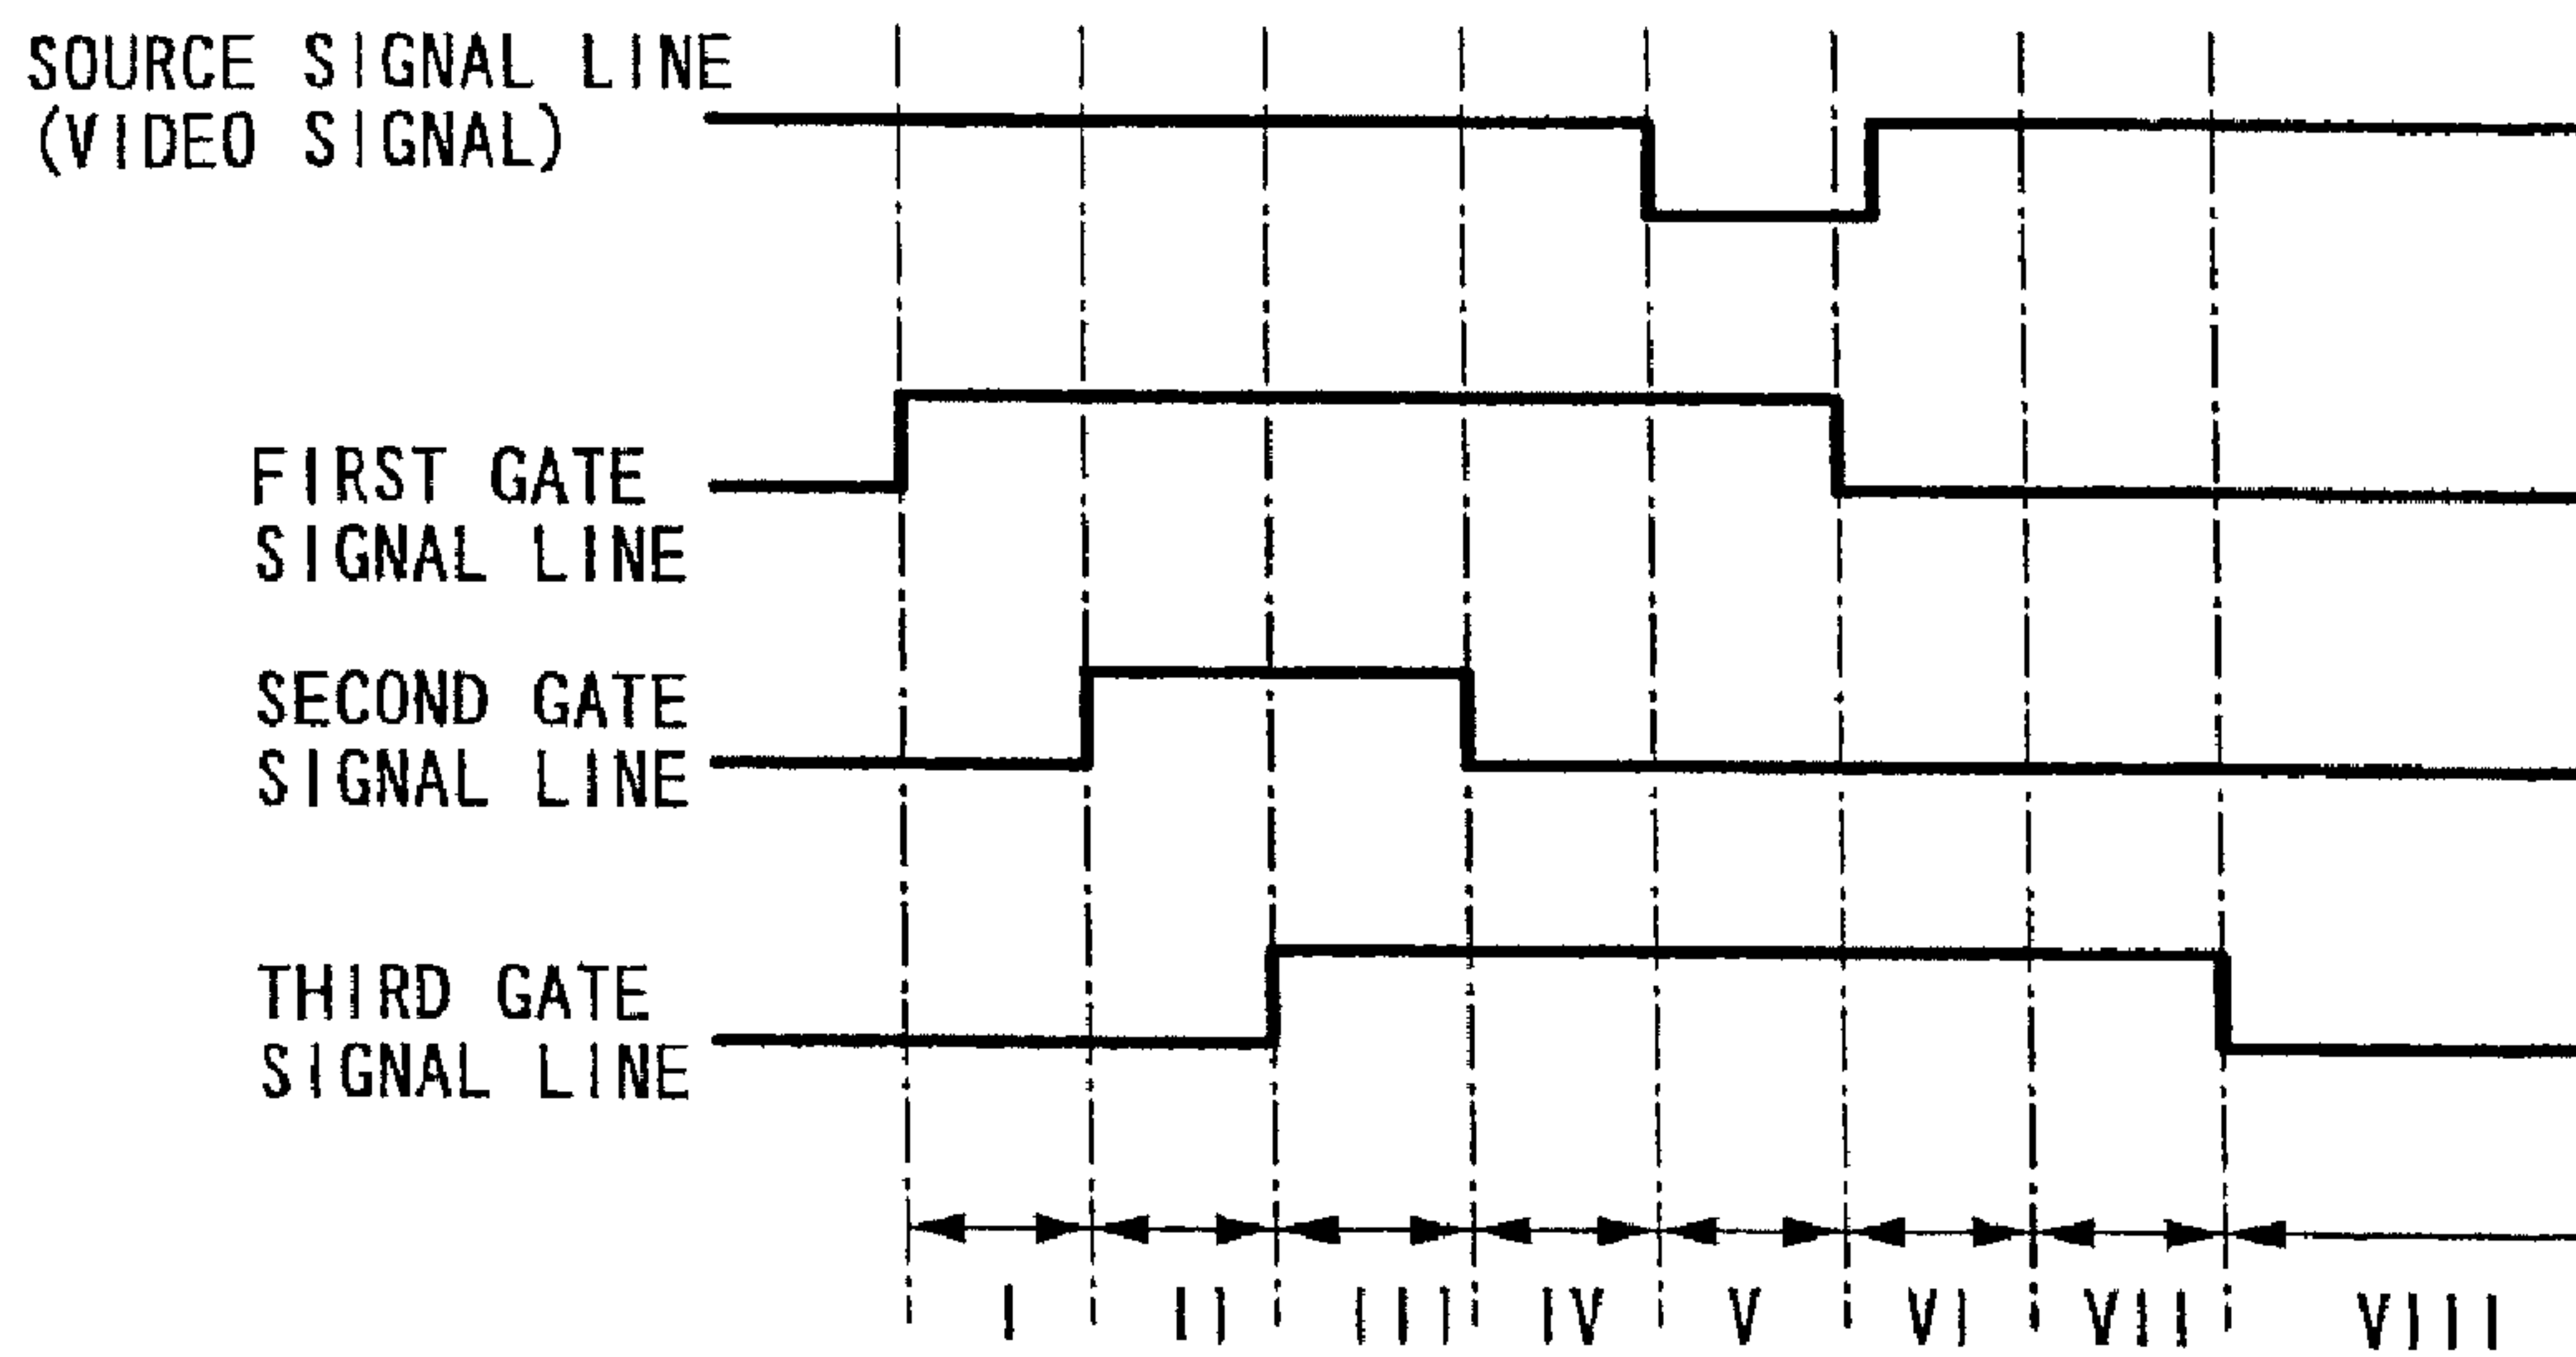 SOURCE SIGNAL LINE
(VIDEO SIGNAL)
FIRST GATE
SIGNAL LINE
SECOND GATE
SIGNAL LINE
THIRD GATE
SIGNAL LINE
I II III IV V VI VII VIII